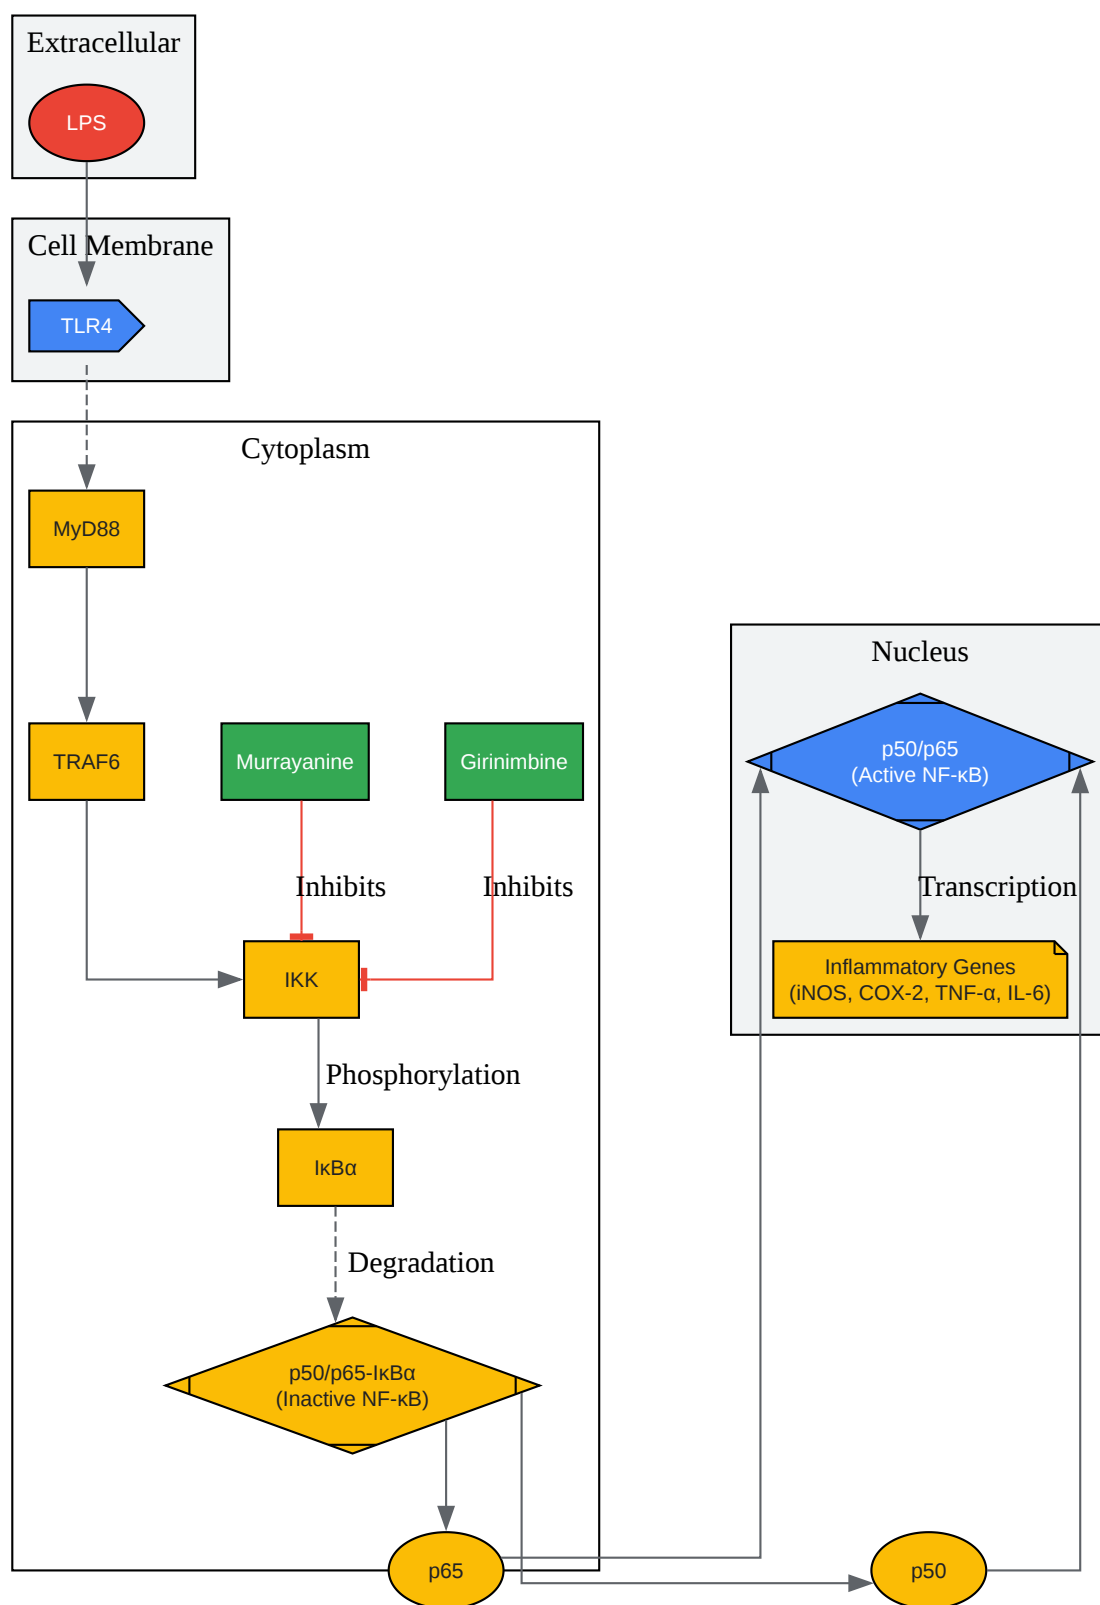 Extracellular
LPS
Cell Membrane
TLR4
Cytoplasm
MyD88
TRAF6
Murrayanine
Girinimbine
Inhibits
Inhibits
IKK
Phosphorylation
IκBα
Degradation
p50/p65-IκBα
(Inactive NF-κB)
p65
p50
Nucleus
p50/p65
(Active NF-κB)
Transcription
Inflammatory Genes
(iNOS, COX-2, TNF-α, IL-6)